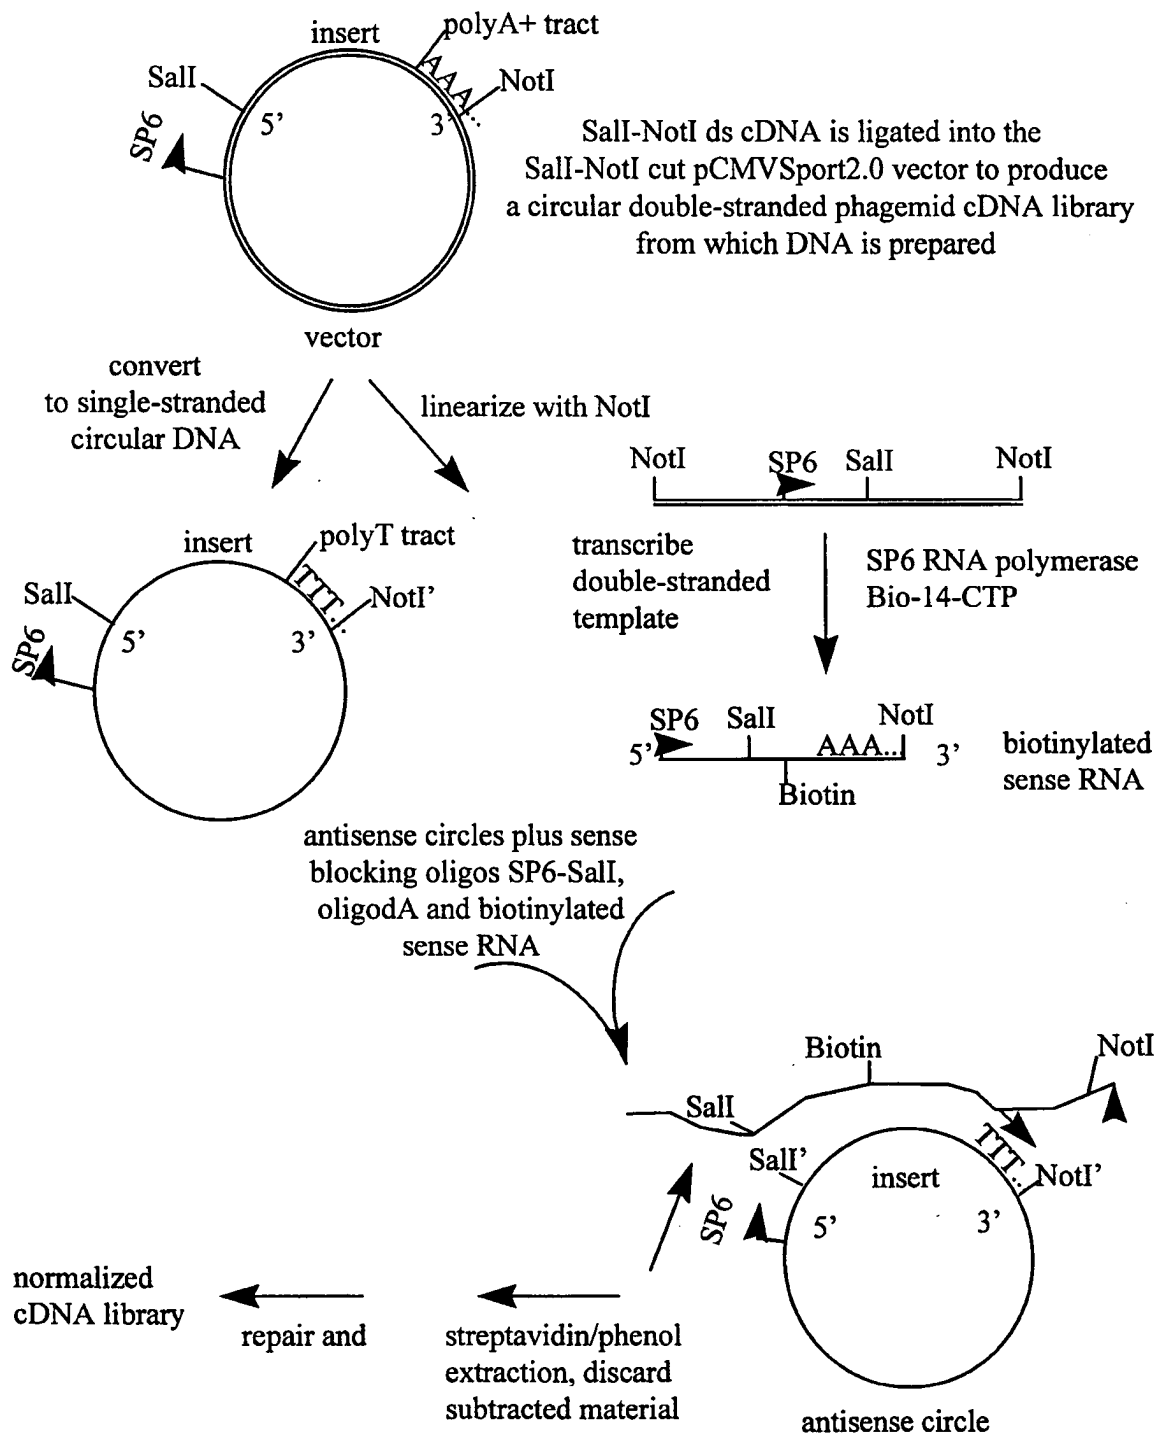 insert
polyA+ tract
AAA..
SalI
NotI
5'
3'
SP6
SalI-NotI ds cDNA is ligated into the
SalI-NotI cut pCMVSport2.0 vector to produce
a circular double-stranded phagemid cDNA library
from which DNA is prepared
vector
convert
to single-stranded
circular DNA
linearize with NotI
NotI
SP6
SalI
NotI
insert
polyT tract
TTT..
SalI
NotI'
5'
3'
SP6
transcribe
double-stranded
template
SP6 RNA polymerase
Bio-14-CTP
SP6
SalI
NotI
5'
AAA..
3'
Biotin
biotinylated
sense RNA
antisense circles plus sense
blocking oligos SP6-SalI,
oligodA and biotinylated
sense RNA
Biotin
NotI
SalI
TTT..
SalI'
insert
NotI'
SP6
5'
3'
normalized
cDNA library
repair and
streptavidin/phenol
extraction, discard
subtracted material
antisense circle